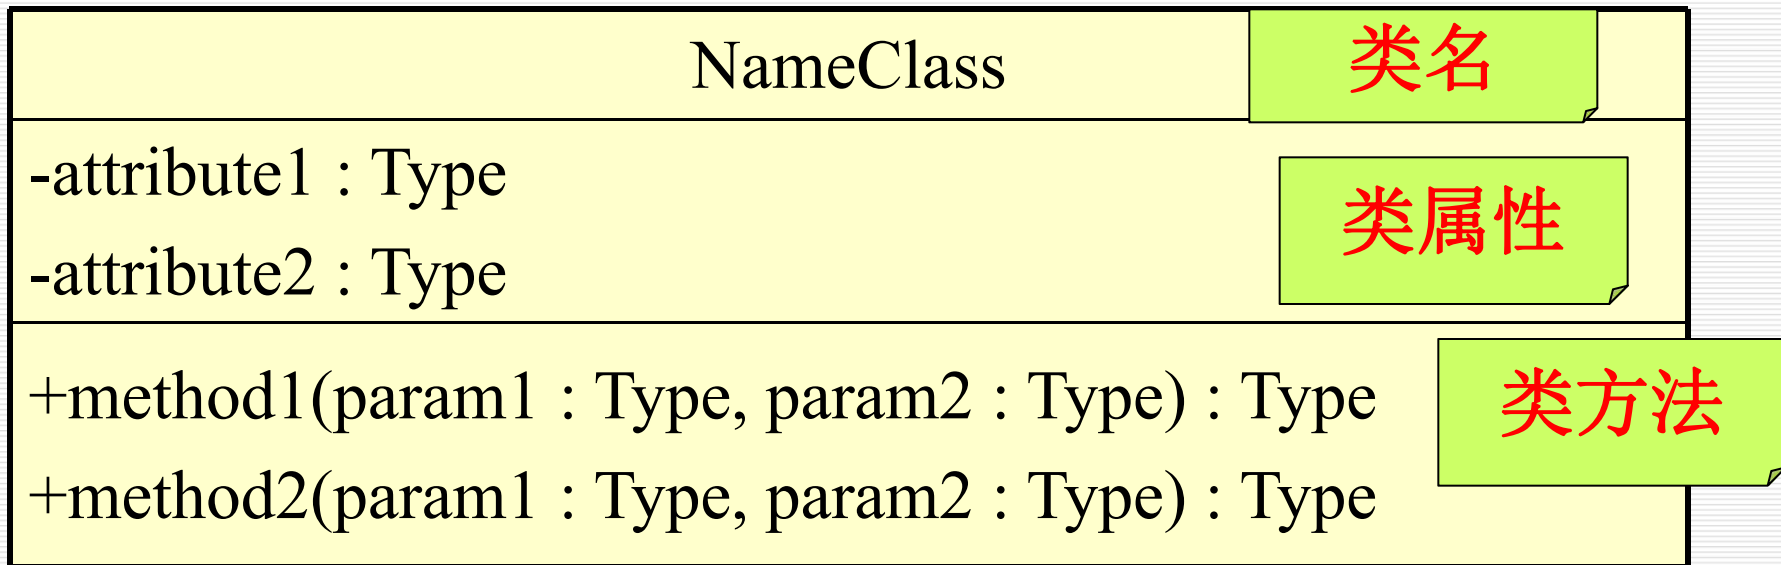 NameClass
类名
-attribute1 : Type
类属性
-attribute2 : Type
+method1(param1 : Type, param2 : Type) : Type
类方法
+method2(param1 : Type, param2 : Type) : Type